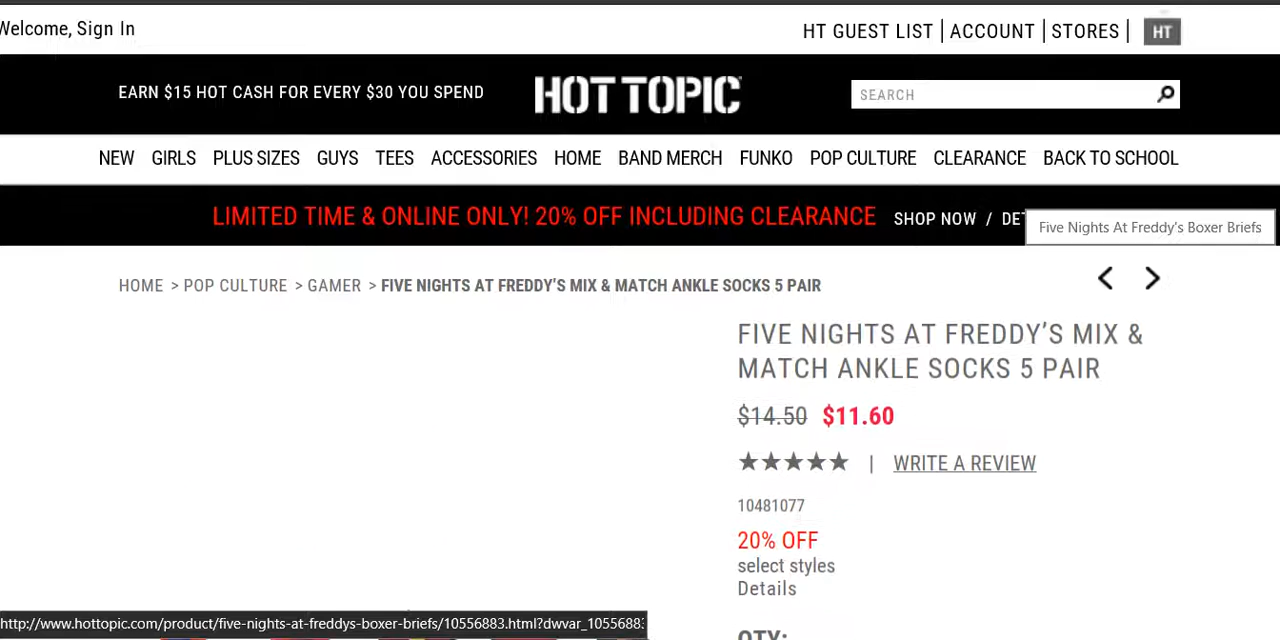 Welcome, Sign In
HT GUEST LIST | ACCOUNT | STORES | HT
EARN $15 HOT CASH FOR EVERY $30 YOU SPEND
HOT TOPIC
SEARCH
NEW GIRLS PLUS SIZES GUYS TEES ACCESSORIES HOME BAND MERCH FUNKO POP CULTURE CLEARANCE BACK TO SCHOOL
LIMITED TIME & ONLINE ONLY! 20% OFF INCLUDING CLEARANCE SHOP NOW / DET
Five Nights At Freddy's Boxer Briefs
HOME > POP CULTURE > GAMER > FIVE NIGHTS AT FREDDY'S MIX & MATCH ANKLE SOCKS 5 PAIR
FIVE NIGHTS AT FREDDY'S MIX &
MATCH ANKLE SOCKS 5 PAIR
$14.50 $11.60
★★★★★ | WRITE A REVIEW
10481077
20% OFF
select styles
Details
QTY:
http://www.hottopic.com/product/five-nights-at-freddys-boxer-briefs/10556883.html?dwvar_1055688